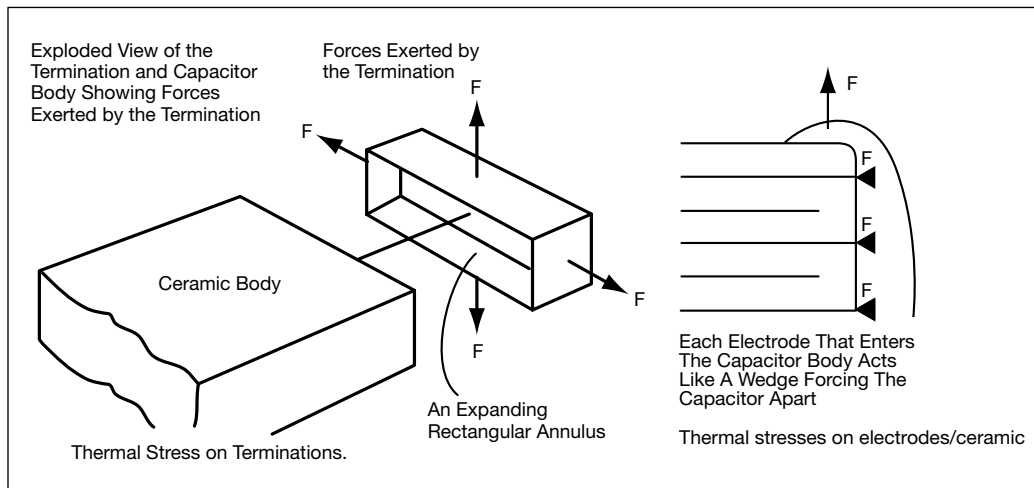 Exploded View of the
Termination and Capacitor
Body Showing Forces
Exerted by the Termination
Forces Exerted by
the Termination
F
F
F
F
Ceramic Body
An Expanding
Rectangular Annulus
Thermal Stress on Terminations.
F
F
F
F
Each Electrode That Enters
The Capacitor Body Acts
Like A Wedge Forcing The
Capacitor Apart
Thermal stresses on electrodes/ceramic